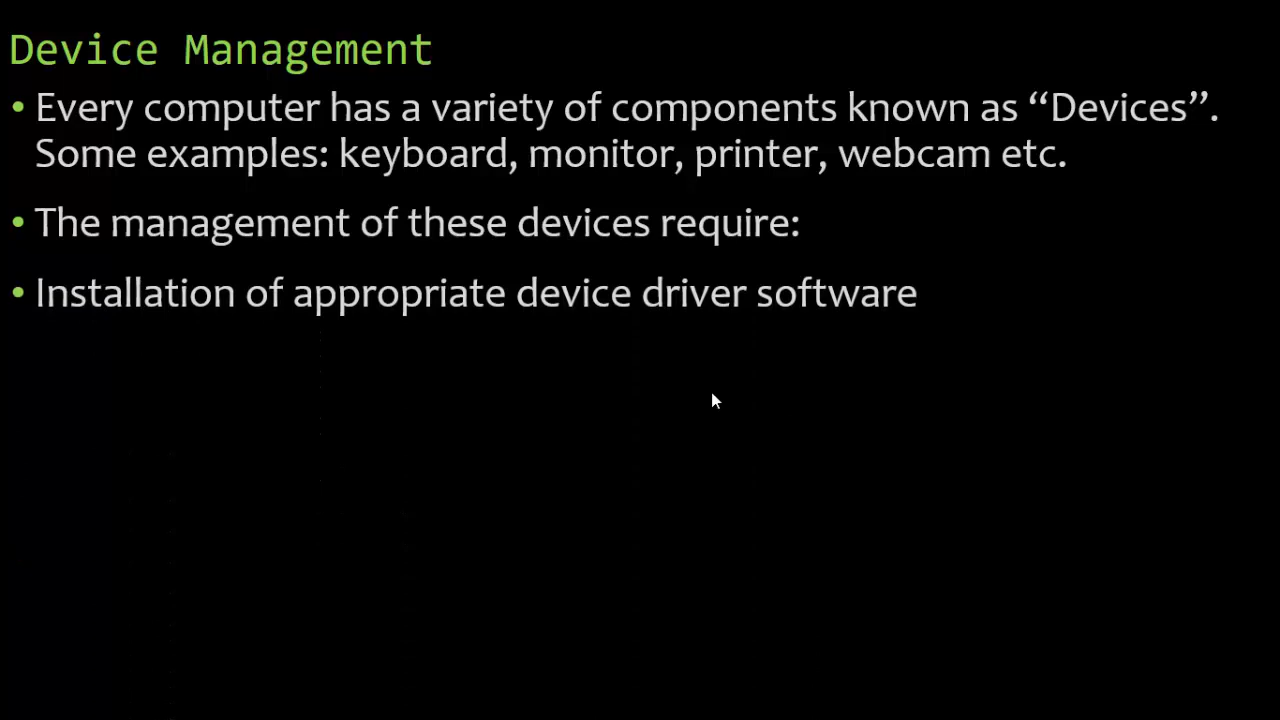 Device Management
• Every computer has a variety of components known as “Devices”.
Some examples: keyboard, monitor, printer, webcam etc.
• The management of these devices require:
• Installation of appropriate device driver software